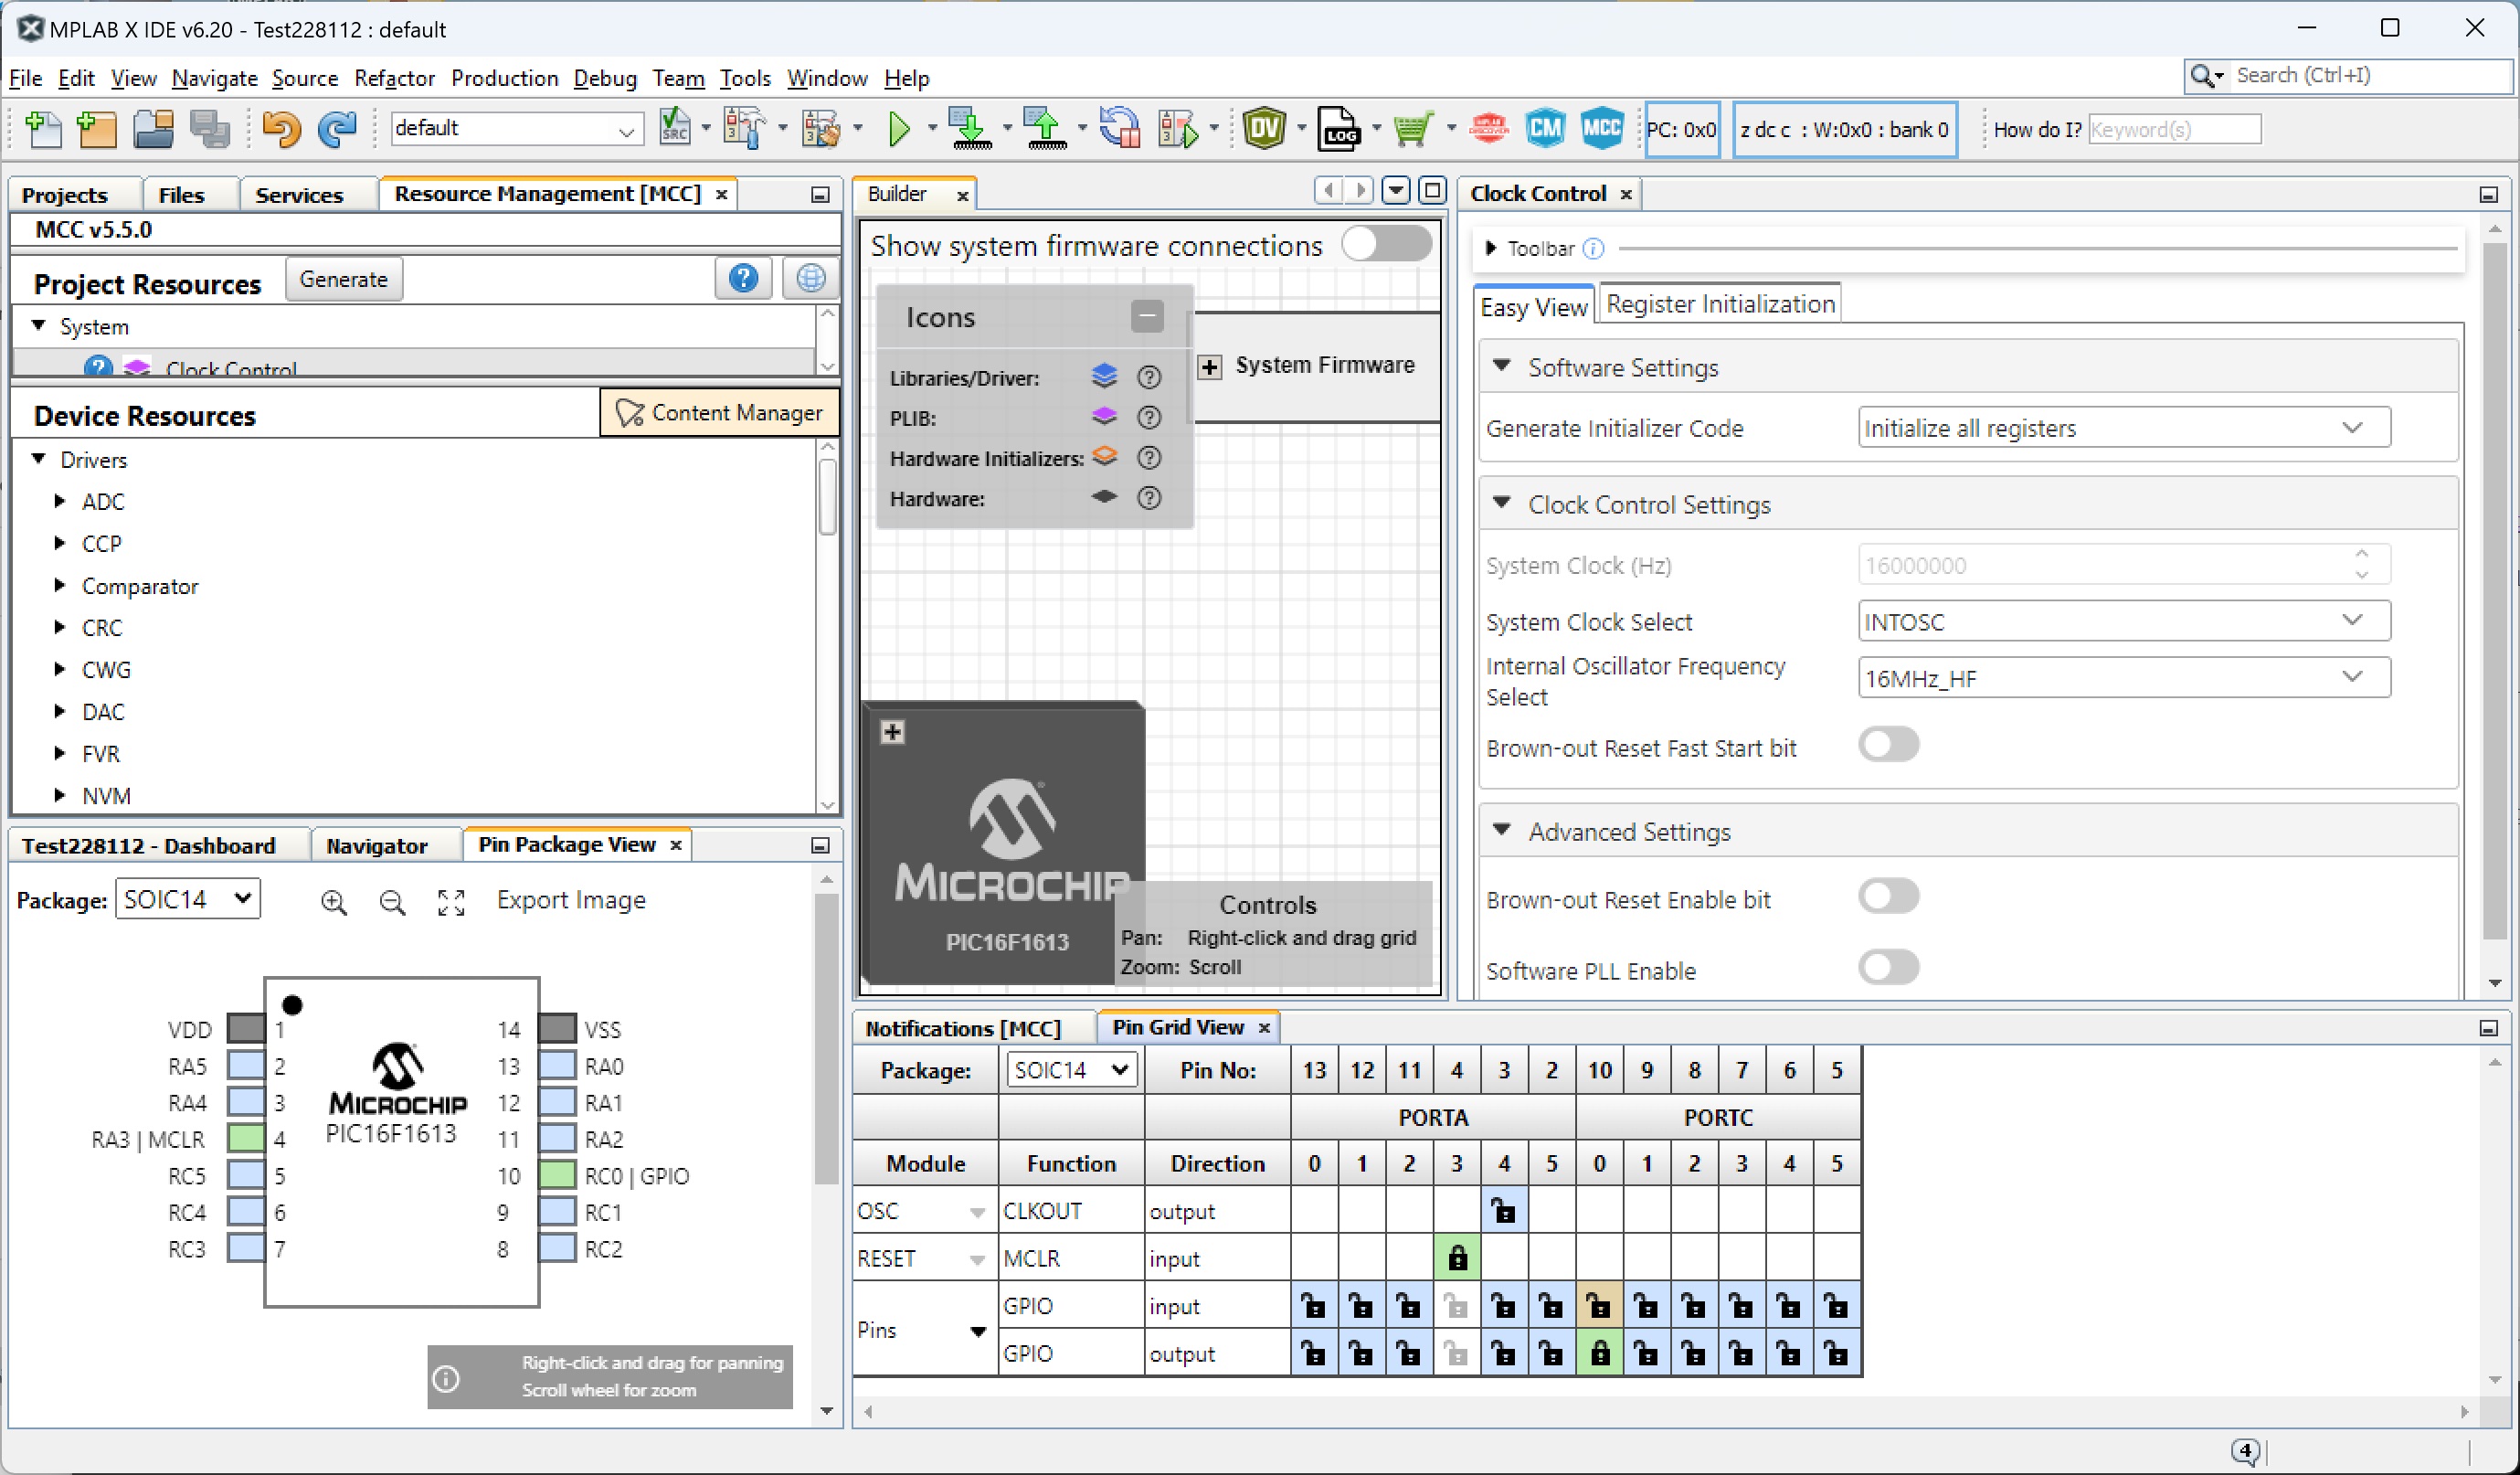 MPLAB X IDE v6.20 - Test228112 : default
File Edit View Navigate Source Refactor Production Debug Team Tools Window Help
Search (Ctrl+I)
default
SRC
DV
LOG
CM
MCC
PC: 0x0
z dc c : W:0x0 : bank 0
How do I?
Keyword(s)
Projects
Files
Services
Resource Management [MCC]
MCC v5.5.0
Project Resources
Generate
System
Clock Control
Device Resources
Content Manager
Drivers
ADC
CCP
Comparator
CRC
CWG
DAC
FVR
NVM
Test228112 - Dashboard
Navigator
Pin Package View
Package: SOIC14
Export Image
VDD 1 14 VSS
RA5 2 13 RA0
RA4 3 12 RA1
RA3 | MCLR 4 11 RA2
RC5 5 10 RC0 | GPIO
RC4 6 9 RC1
RC3 7 8 RC2
MICROCHIP
PIC16F1613
Right-click and drag for panning
Scroll wheel for zoom
Builder
Show system firmware connections
Icons
Libraries/Driver:
PLIB:
Hardware Initializers:
Hardware:
System Firmware
MICROCHIP
PIC16F1613
Controls
Pan: Right-click and drag grid
Zoom: Scroll
Clock Control
Toolbar
Easy View
Register Initialization
Software Settings
Generate Initializer Code
Initialize all registers
Clock Control Settings
System Clock (Hz)
16000000
System Clock Select
INTOSC
Internal Oscillator Frequency
Select
16MHz_HF
Brown-out Reset Fast Start bit
Advanced Settings
Brown-out Reset Enable bit
Software PLL Enable
Notifications [MCC]
Pin Grid View
Package: SOIC14 Pin No: 13 12 11 4 3 2 10 9 8 7 6 5
PORTA PORTC
Module Function Direction 0 1 2 3 4 5 0 1 2 3 4 5
OSC CLKOUT output
RESET MCLR input
Pins
GPIO input
GPIO output
4